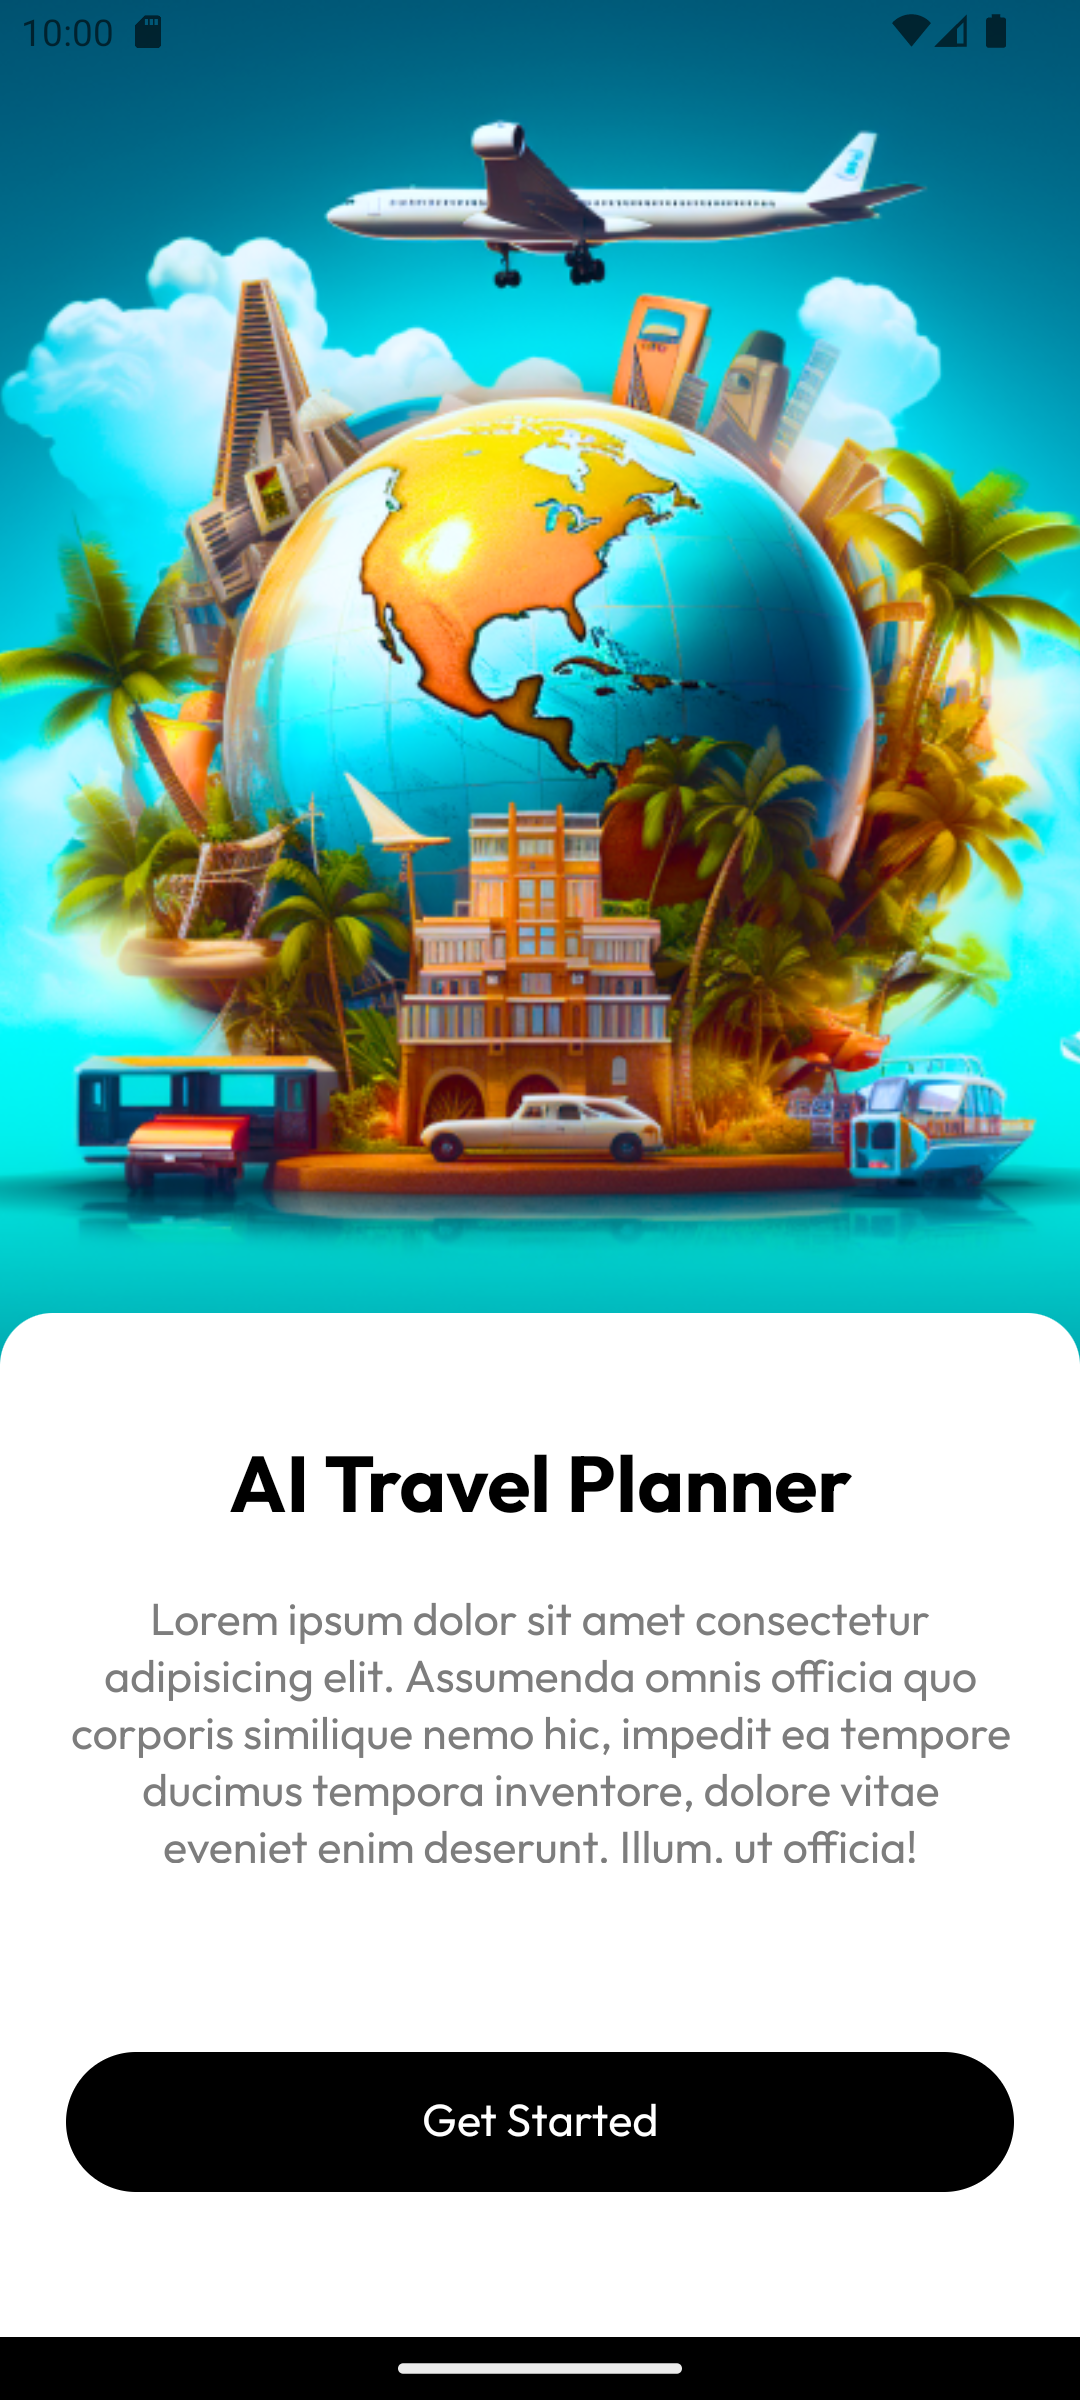 10:00
AI Travel Planner
Lorem ipsum dolor sit amet consectetur
adipisicing elit. Assumenda omnis officia quo
corporis similique nemo hic, impedit ea tempore
ducimus tempora inventore, dolore vitae
eveniet enim deserunt. Illum. ut officia!
Get Started